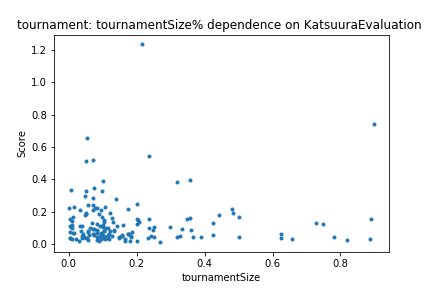 tournament: tournamentSize% dependence on KatsuuraEvaluation
1.2
1.0
0.8
0.6
0.4
0.2
0.0
Score
0.0 0.2 0.4 0.6 0.8
tournamentSize